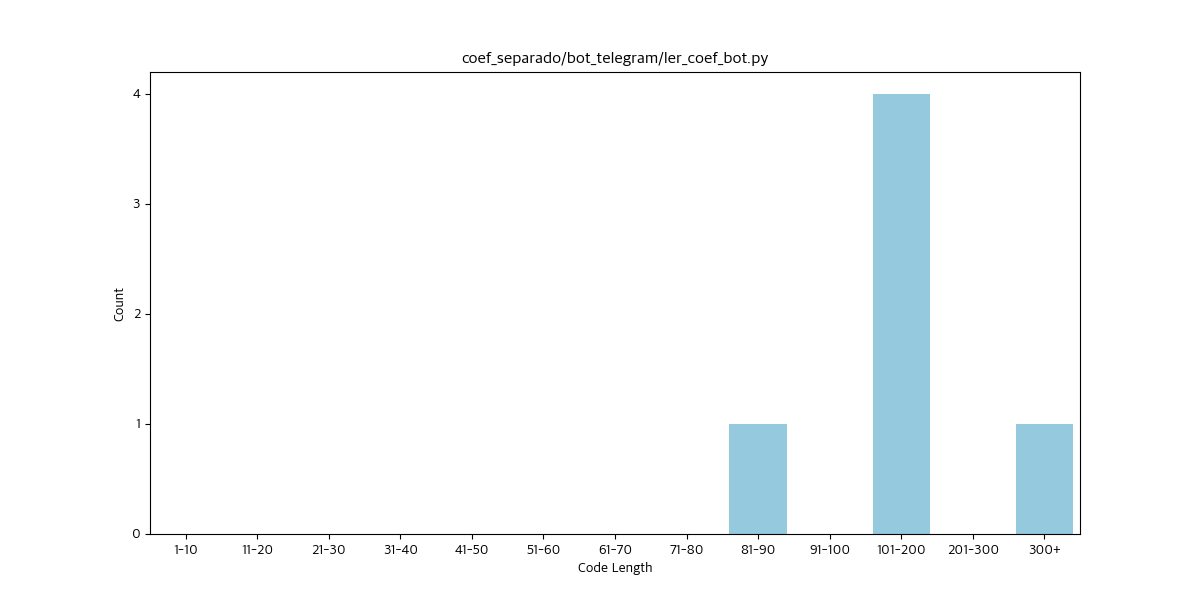 coef_separado/bot_telegram/ler_coef_bot.py
4
3
2
1
0
Count
1-10 11-20 21-30 31-40 41-50 51-60 61-70 71-80 81-90 91-100 101-200 201-300 300+
Code Length